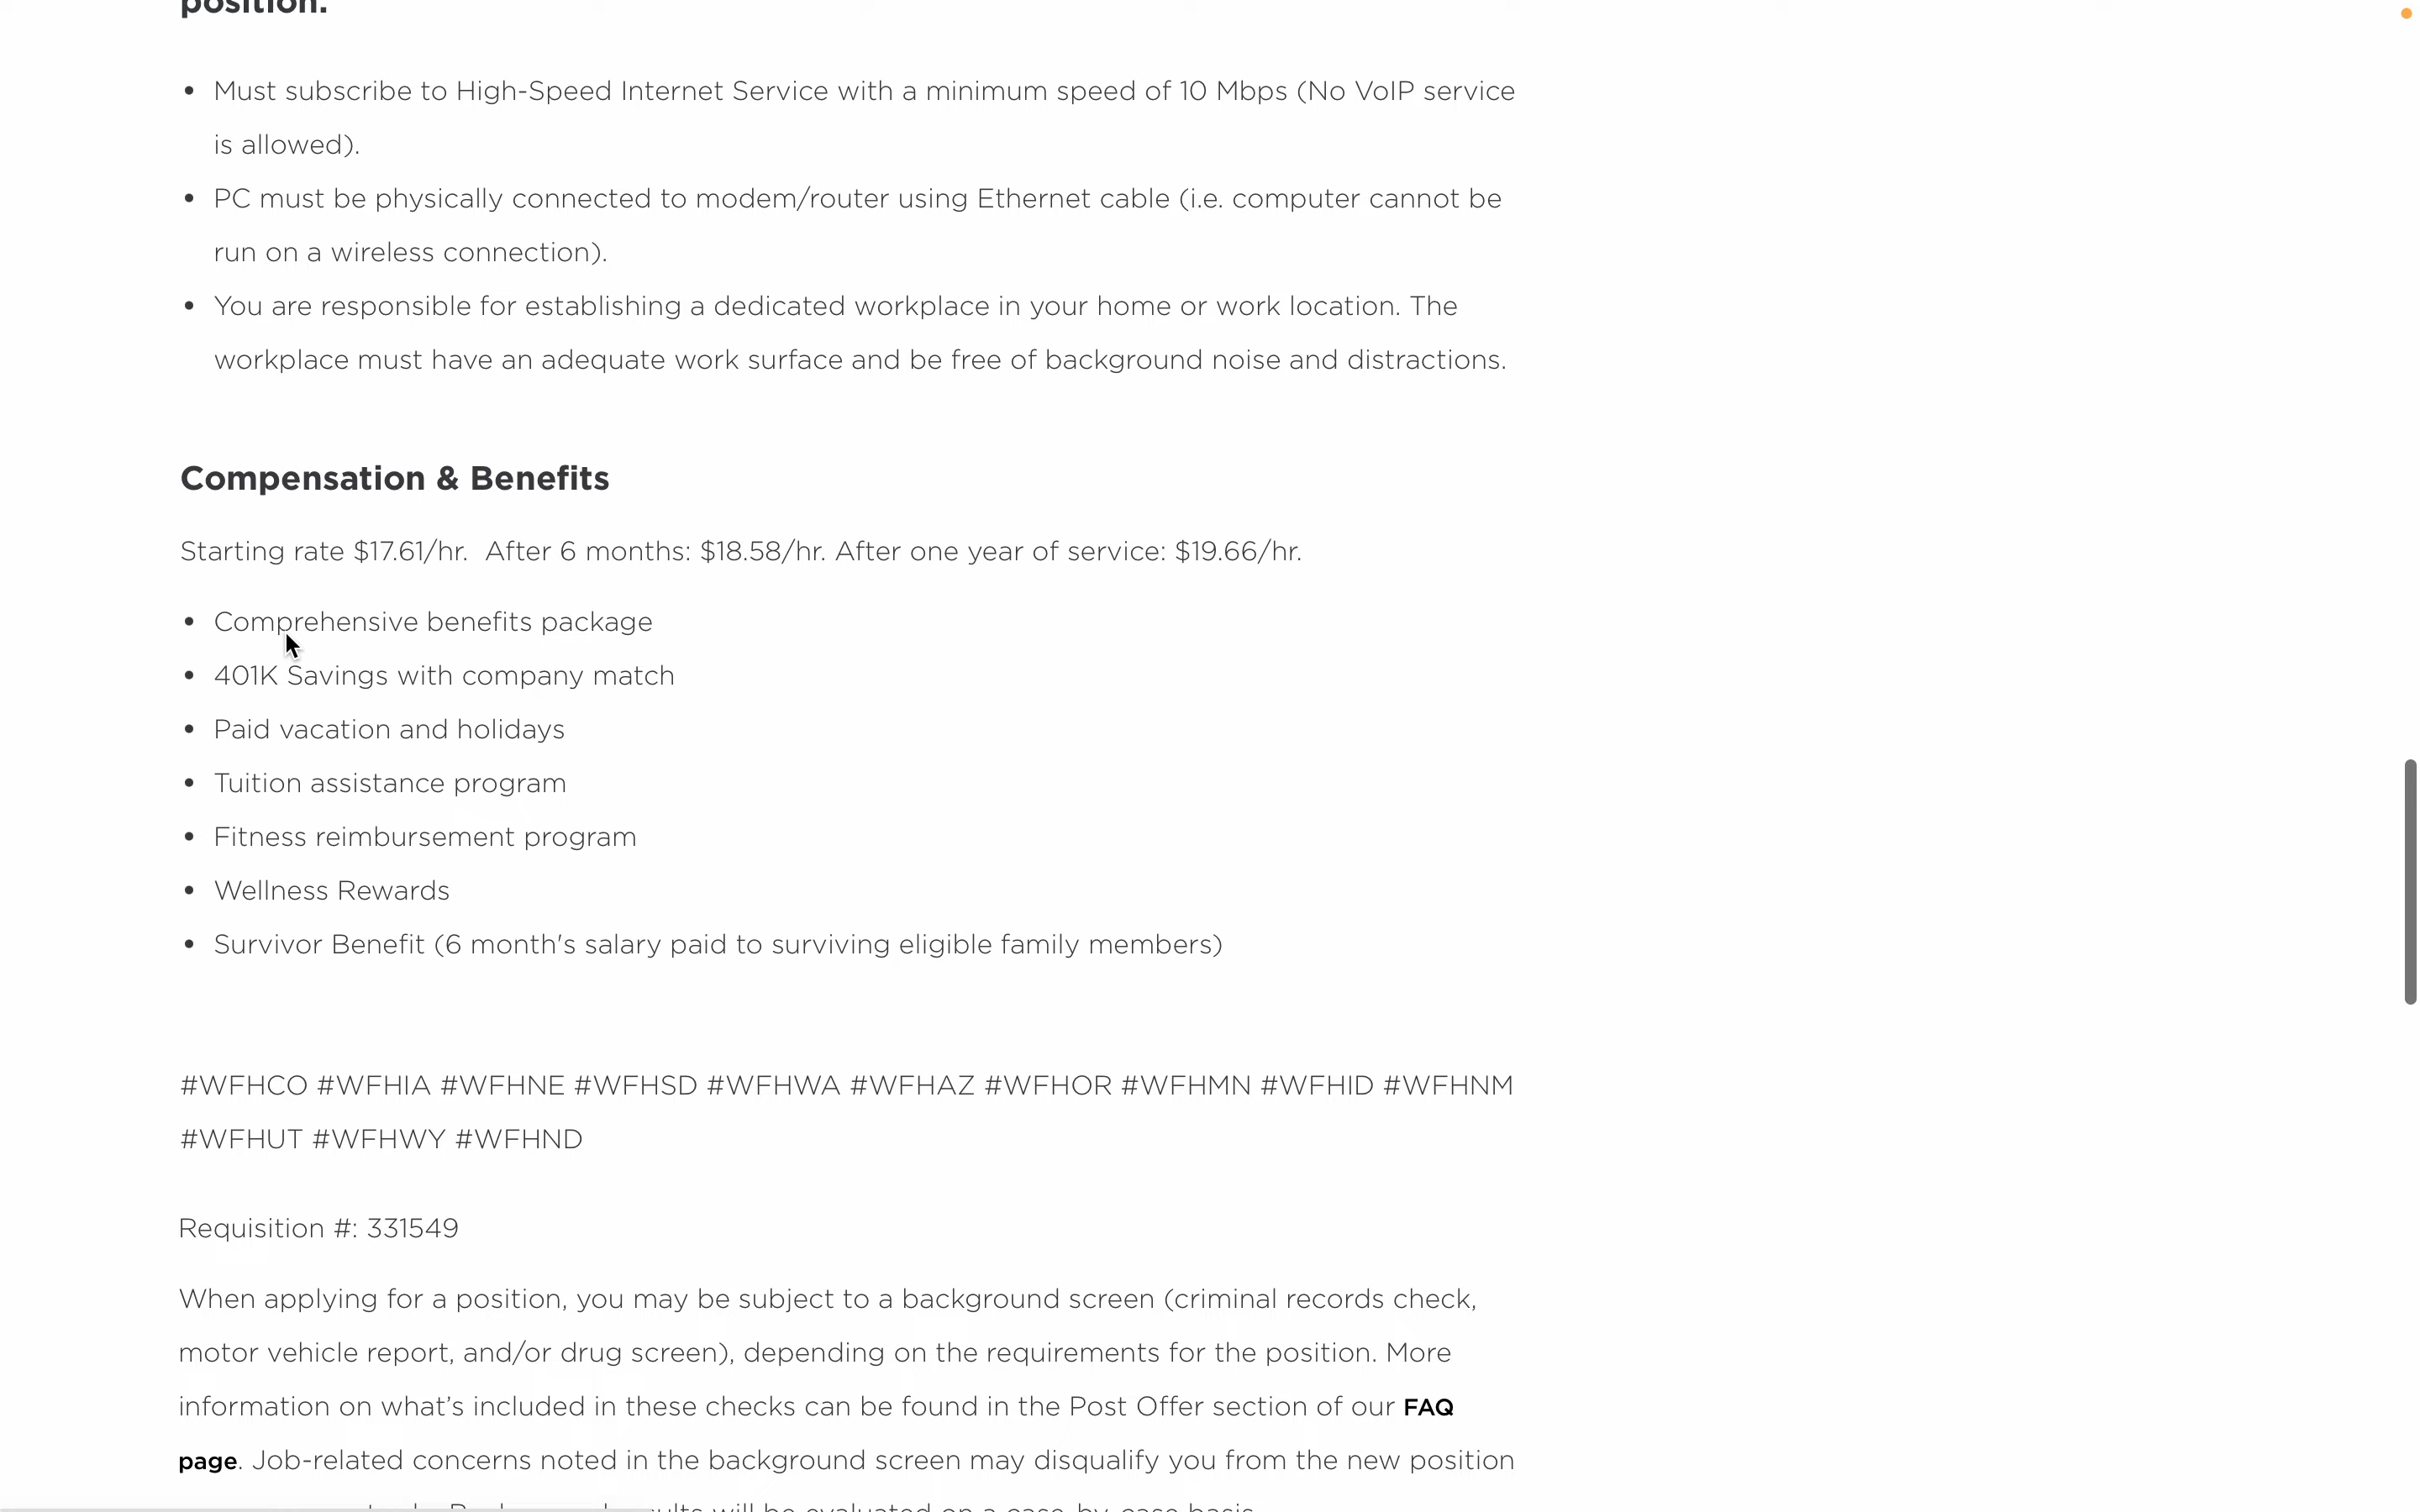 position.
Must subscribe to High-Speed Internet Service with a minimum speed of 10 Mbps (No VoIP service
is allowed).
PC must be physically connected to modem/router using Ethernet cable (i.e. computer cannot be
run on a wireless connection).
You are responsible for establishing a dedicated workplace in your home or work location. The
workplace must have an adequate work surface and be free of background noise and distractions.
Compensation & Benefits
Starting rate $17.61/hr.  After 6 months: $18.58/hr. After one year of service: $19.66/hr.
Comprehensive benefits package
401K Savings with company match
Paid vacation and holidays
Tuition assistance program
Fitness reimbursement program
Wellness Rewards
Survivor Benefit (6 month's salary paid to surviving eligible family members)
#WFHCO #WFHIA #WFHNE #WFHSD #WFHWA #WFHAZ #WFHOR #WFHMN #WFHID #WFHNM
#WFHUT #WFHWY #WFHND
Requisition #: 331549
When applying for a position, you may be subject to a background screen (criminal records check,
motor vehicle report, and/or drug screen), depending on the requirements for the position. More
information on what’s included in these checks can be found in the Post Offer section of our FAQ
page. Job-related concerns noted in the background screen may disqualify you from the new position
will be evaluated on a case-by-case basis.